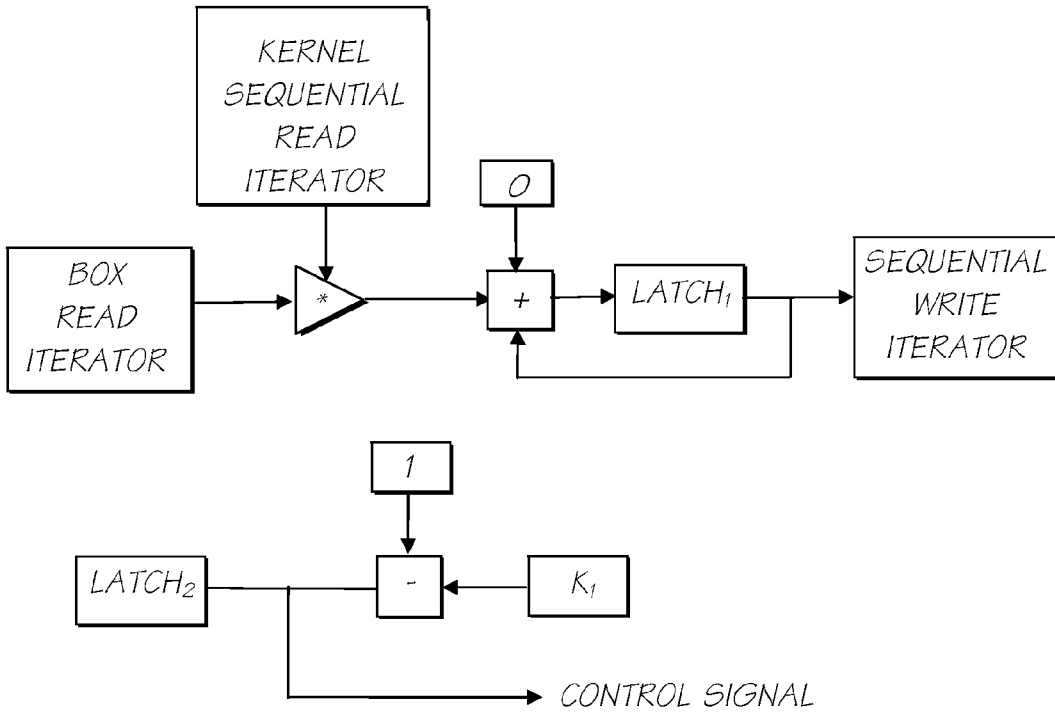 KERNEL
SEQUENTIAL
READ
ITERATOR
0
BOX
READ
ITERATOR
*
+
LATCH₁
SEQUENTIAL
WRITE
ITERATOR
1
LATCH₂
-
K₁
CONTROL SIGNAL